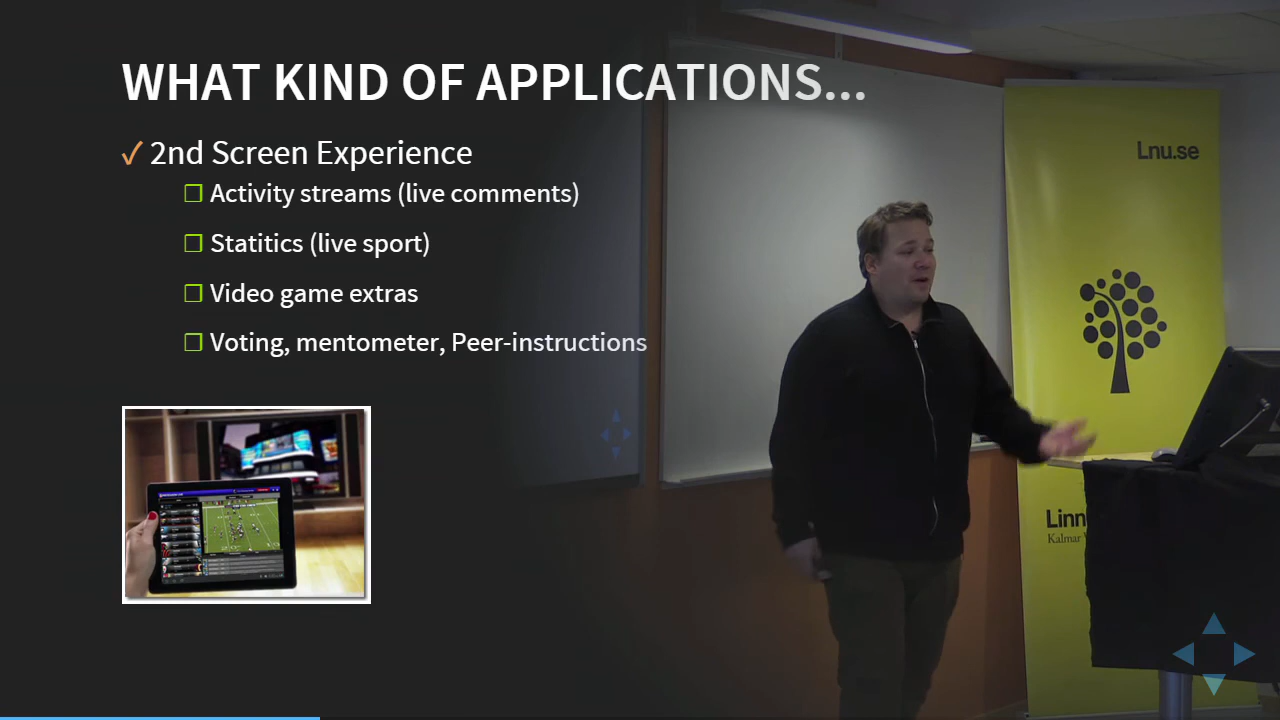 WHAT KIND OF APPLICATIONS...
✓ 2nd Screen Experience
❒ Activity streams (live comments)
❒ Statitics (live sport)
❒ Video game extras
❒ Voting, mentometer, Peer-instructions
Lnu.se
Linn
Kalmar